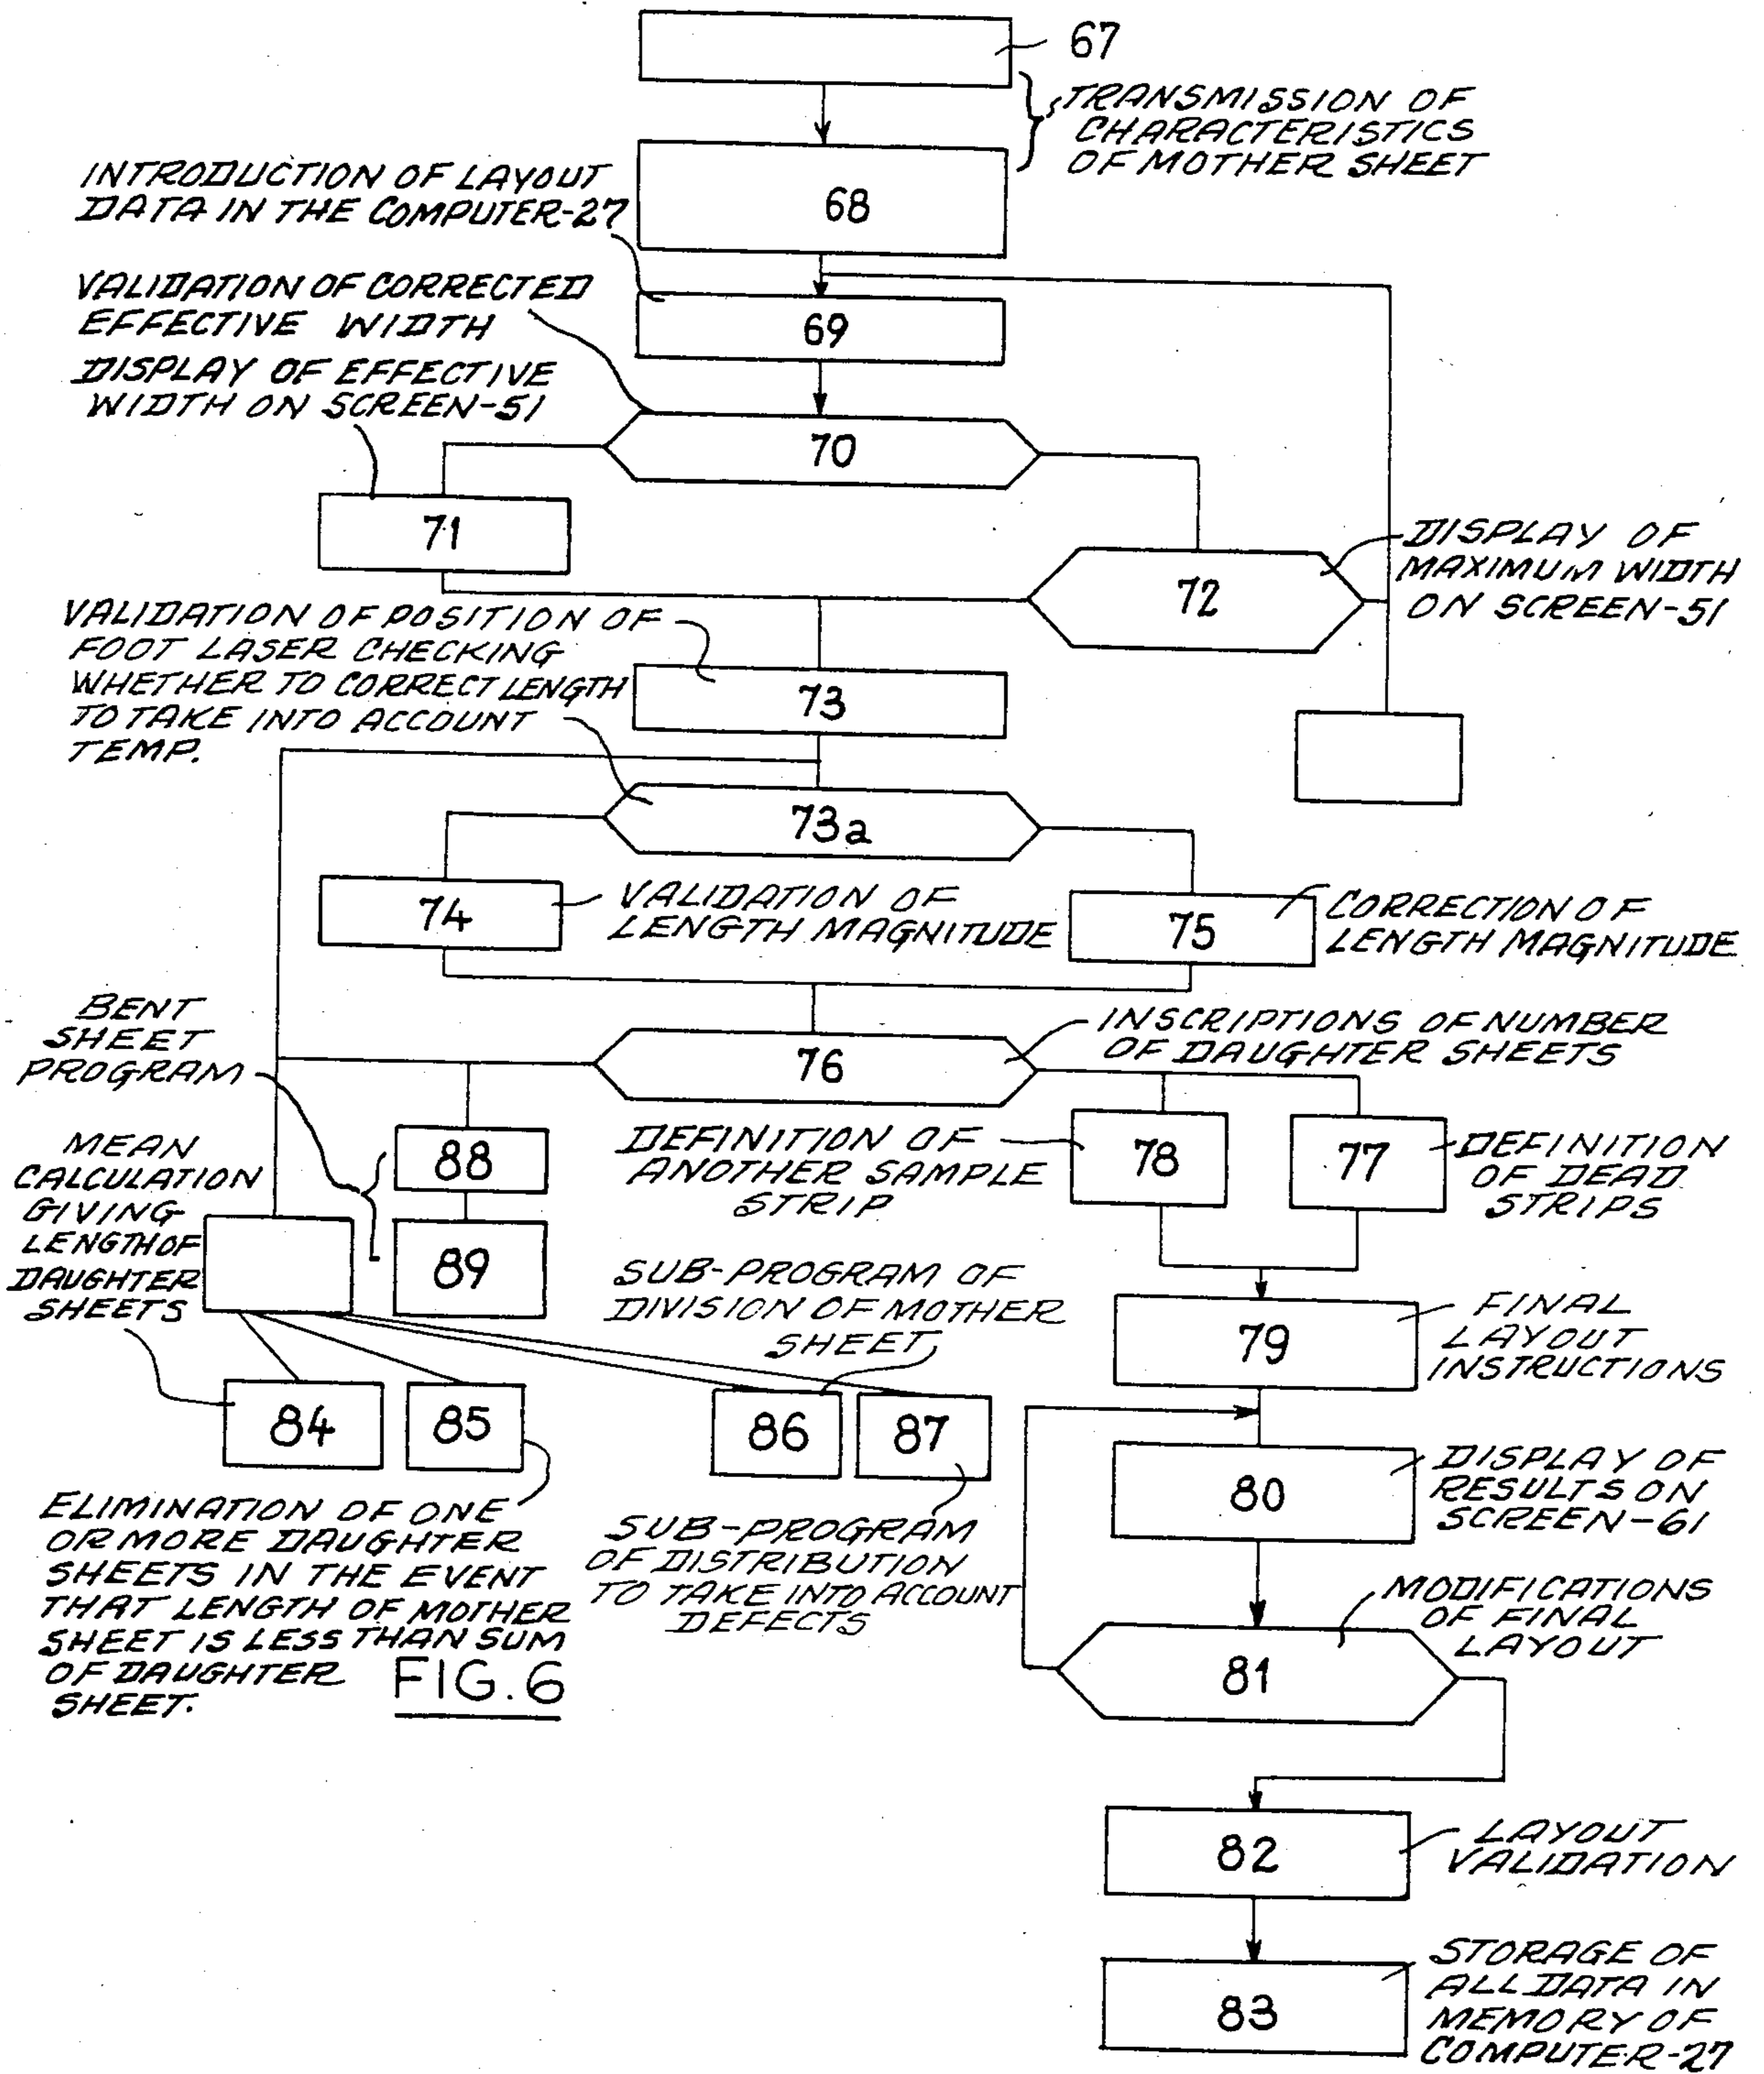 67
TRANSMISSION OF
CHARACTERISTICS
OF MOTHER SHEET
68
INTRODUCTION OF LAYOUT
DATA IN THE COMPUTER-27
VALIDATION OF CORRECTED
EFFECTIVE WIDTH
69
DISPLAY OF EFFECTIVE
WIDTH ON SCREEN-51
70
71
72
DISPLAY OF
MAXIMUM WIDTH
ON SCREEN-51
VALIDATION OF POSITION OF
FOOT LASER CHECKING
WHETHER TO CORRECT LENGTH
TO TAKE INTO ACCOUNT
TEMP.
73
73a
74
VALIDATION OF
LENGTH MAGNITUDE
75
CORRECTION OF
LENGTH MAGNITUDE
BENT
SHEET
PROGRAM
76
INSCRIPTIONS OF NUMBER
OF DAUGHTER SHEETS
MEAN
CALCULATION
GIVING
LENGTH OF
DAUGHTER
SHEETS
88
89
DEFINITION OF
ANOTHER SAMPLE
STRIP
78
77
DEFINITION
OF DEAD
STRIPS
SUB-PROGRAM OF
DIVISION OF MOTHER
SHEET
79
FINAL
LAYOUT
INSTRUCTIONS
84
85
86
87
80
DISPLAY OF
RESULTS ON
SCREEN-61
ELIMINATION OF ONE
OR MORE DAUGHTER
SHEETS IN THE EVENT
THAT LENGTH OF MOTHER
SHEET IS LESS THAN SUM
OF DAUGHTER
SHEET.
SUB-PROGRAM
OF DISTRIBUTION
TO TAKE INTO ACCOUNT
DEFECTS
MODIFICATIONS
OF FINAL
LAYOUT
81
FIG. 6
82
LAYOUT
VALIDATION
83
STORAGE OF
ALL DATA IN
MEMORY OF
COMPUTER-27